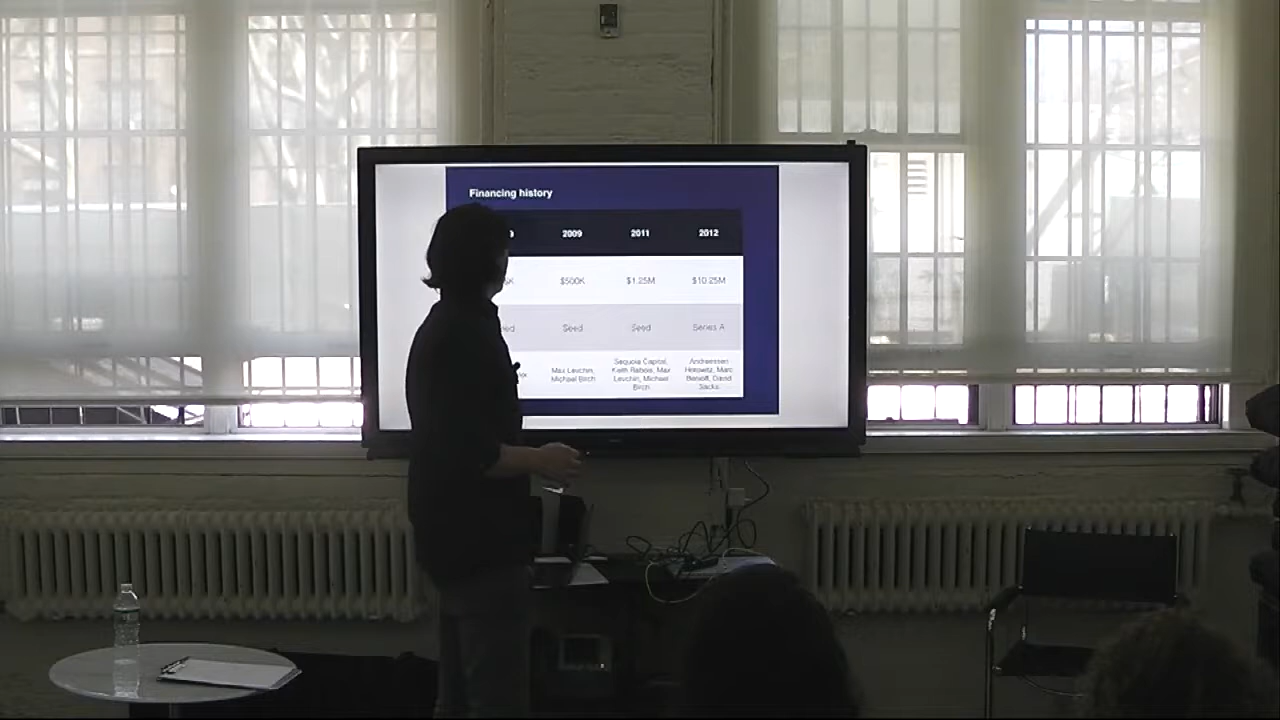 Financing history
2009 2011 2012
$500K $1.25M $10.25M
Seed Seed Series A
Max Levchin,
Michael Birch
Sequoia Capital,
Keith Rabois, Max
Levchin, Michael
Birch
Andreessen
Horowitz, Marc
Benioff, David
Sacks